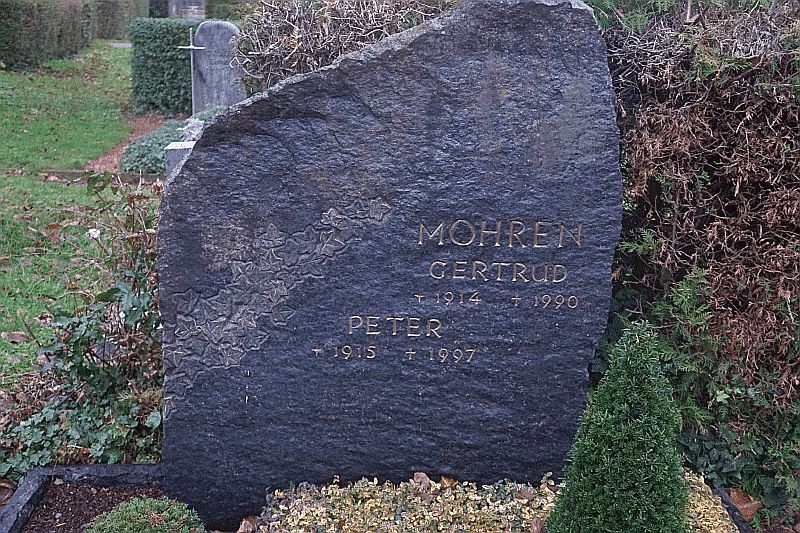 MOHREN
GERTRUD
+ 1914 + 1990
PETER
+ 1915 + 1997